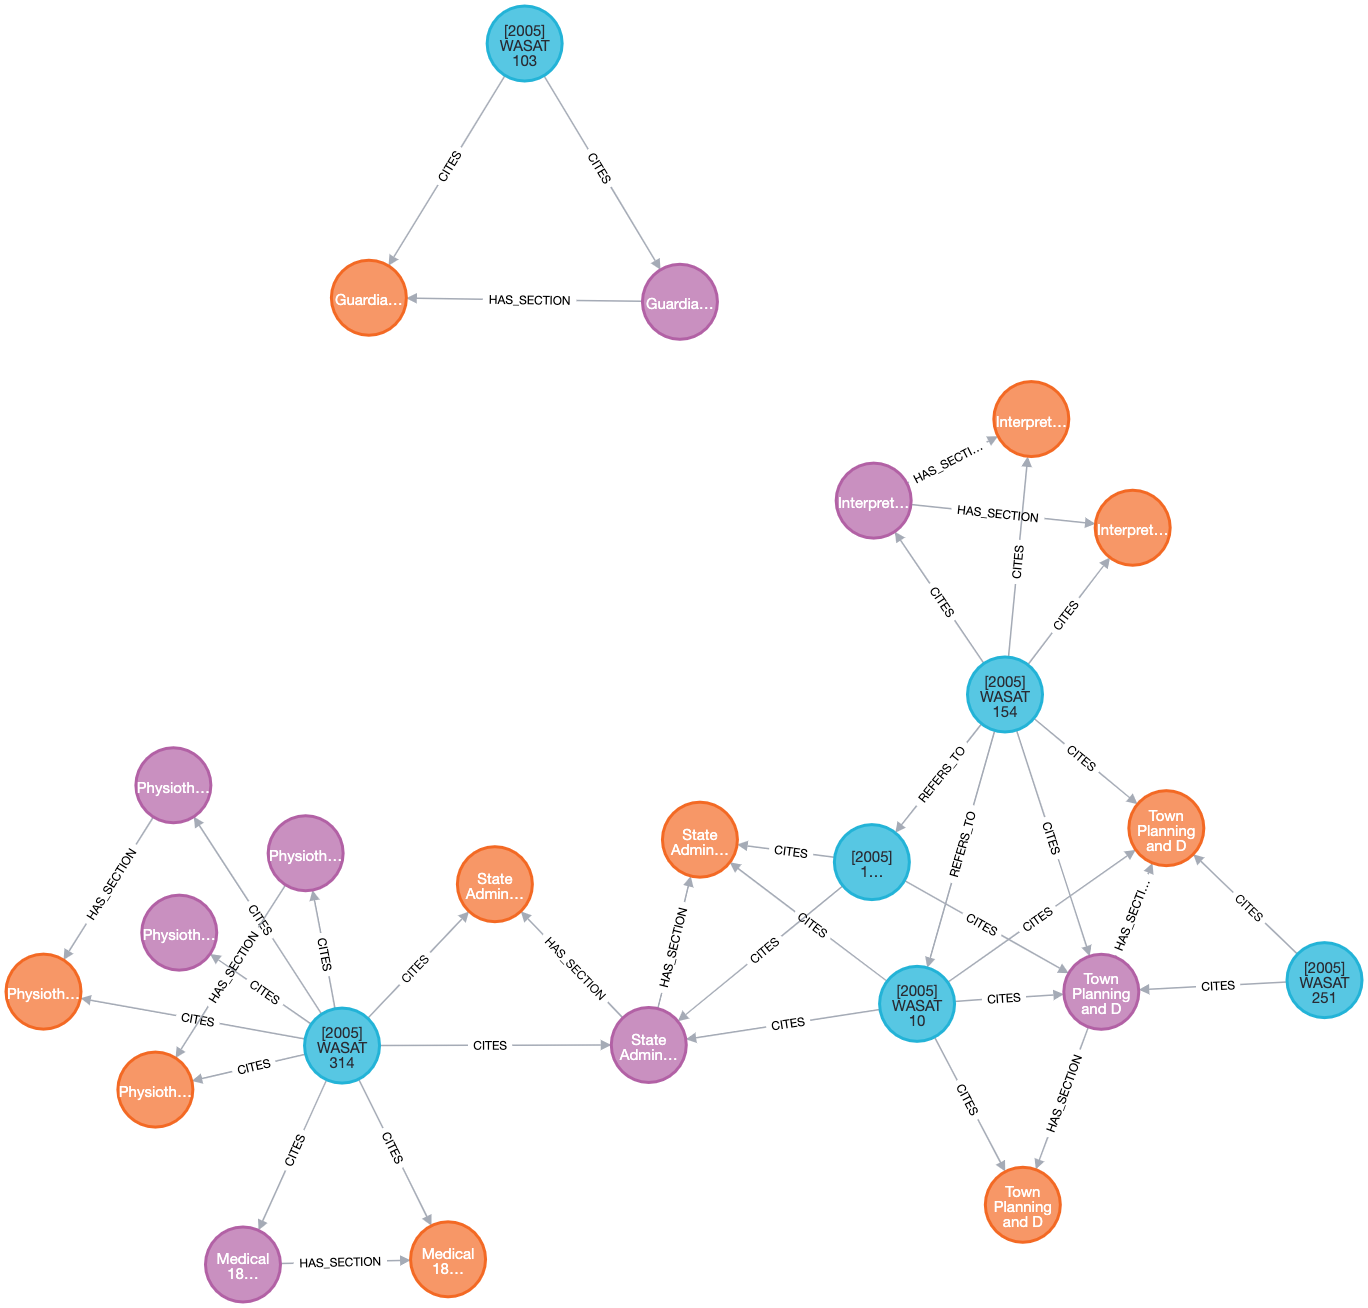 [2005]
WASAT
103
CITES
CITES
Guardia...
HAS_SECTION
Guardia...
Interpret...
HAS_SECTI...
Interpret...
HAS_SECTION
Interpret...
CITES
CITES
CITES
[2005]
WASAT
154
REFERS_TO
CITES
REFERS_TO
CITES
Physioth...
Physioth...
HAS_SECTION
Physioth...
CITES
CITES
HAS_SECTION
CITES
Physioth...
CITES
Physioth...
CITES
State
Admin...
CITES
HAS_SECTION
[2005]
WASAT
314
CITES
State
Admin...
CITES
[2005]
1...
Town
Planning
and D
HAS_SECTION
CITES
CITES
CITES
CITES
HAS_SECTI...
CITES
State
Admin...
CITES
[2005]
WASAT
10
CITES
Town
Planning
and D
CITES
[2005]
WASAT
251
CITES
CITES
CITES
HAS_SECTION
Medical
18...
HAS_SECTION
Medical
18...
Town
Planning
and D